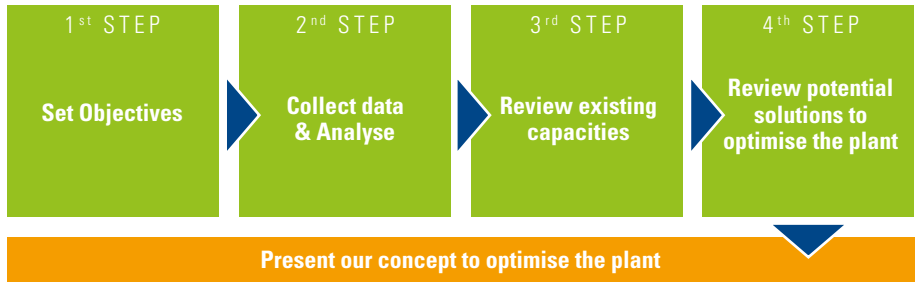 1st STEP
Set Objectives
2nd STEP
Collect data
& Analyse
3rd STEP
Review existing
capacities
4th STEP
Review potential
solutions to
optimise the plant
Present our concept to optimise the plant